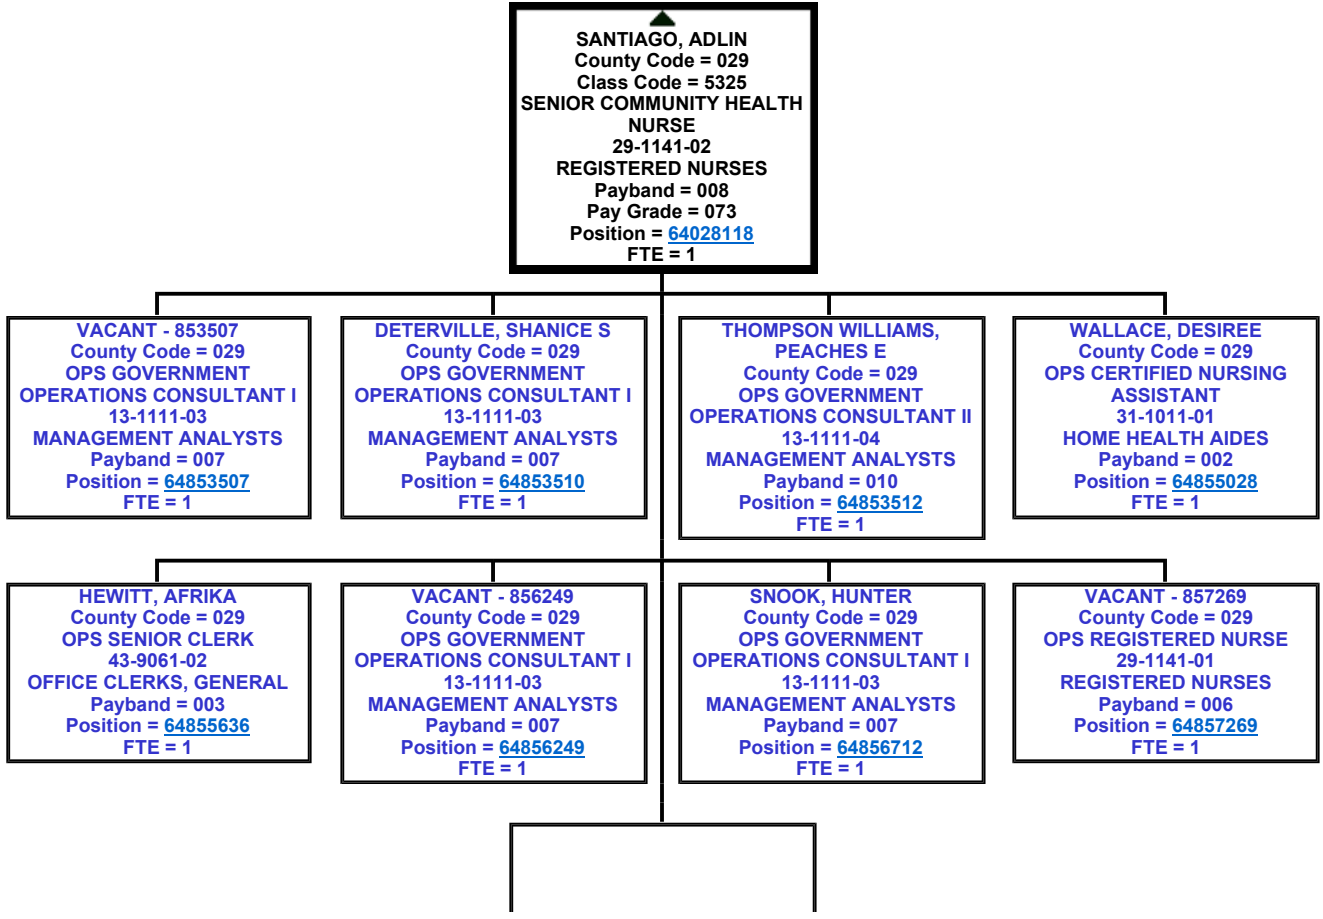 SANTIAGO, ADLIN
County Code = 029
Class Code = 5325
SENIOR COMMUNITY HEALTH
NURSE
29-1141-02
REGISTERED NURSES
Payband = 008
Pay Grade = 073
Position = 64028118
FTE = 1
VACANT - 853507
County Code = 029
OPS GOVERNMENT
OPERATIONS CONSULTANT I
13-1111-03
MANAGEMENT ANALYSTS
Payband = 007
Position = 64853507
FTE = 1
DETERVILLE, SHANICE S
County Code = 029
OPS GOVERNMENT
OPERATIONS CONSULTANT I
13-1111-03
MANAGEMENT ANALYSTS
Payband = 007
Position = 64853510
FTE = 1
THOMPSON WILLIAMS,
PEACHES E
County Code = 029
OPS GOVERNMENT
OPERATIONS CONSULTANT II
13-1111-04
MANAGEMENT ANALYSTS
Payband = 010
Position = 64853512
FTE = 1
WALLACE, DESIREE
County Code = 029
OPS CERTIFIED NURSING
ASSISTANT
31-1011-01
HOME HEALTH AIDES
Payband = 002
Position = 64855028
FTE = 1
HEWITT, AFRIKA
County Code = 029
OPS SENIOR CLERK
43-9061-02
OFFICE CLERKS, GENERAL
Payband = 003
Position = 64855636
FTE = 1
VACANT - 856249
County Code = 029
OPS GOVERNMENT
OPERATIONS CONSULTANT I
13-1111-03
MANAGEMENT ANALYSTS
Payband = 007
Position = 64856249
FTE = 1
SNOOK, HUNTER
County Code = 029
OPS GOVERNMENT
OPERATIONS CONSULTANT I
13-1111-03
MANAGEMENT ANALYSTS
Payband = 007
Position = 64856712
FTE = 1
VACANT - 857269
County Code = 029
OPS REGISTERED NURSE
29-1141-01
REGISTERED NURSES
Payband = 006
Position = 64857269
FTE = 1